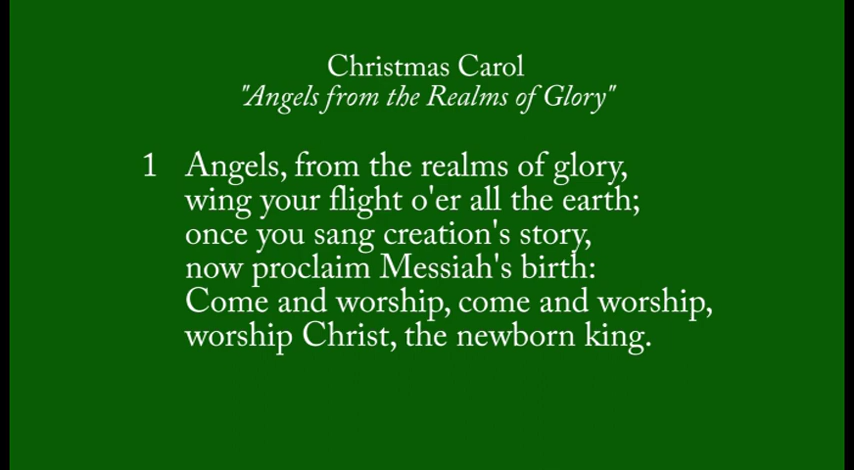 Christmas Carol
"Angels from the Realms of Glory"
1 Angels, from the realms of glory,
wing your flight o'er all the earth;
once you sang creation's story,
now proclaim Messiah's birth:
Come and worship, come and worship,
worship Christ, the newborn king.